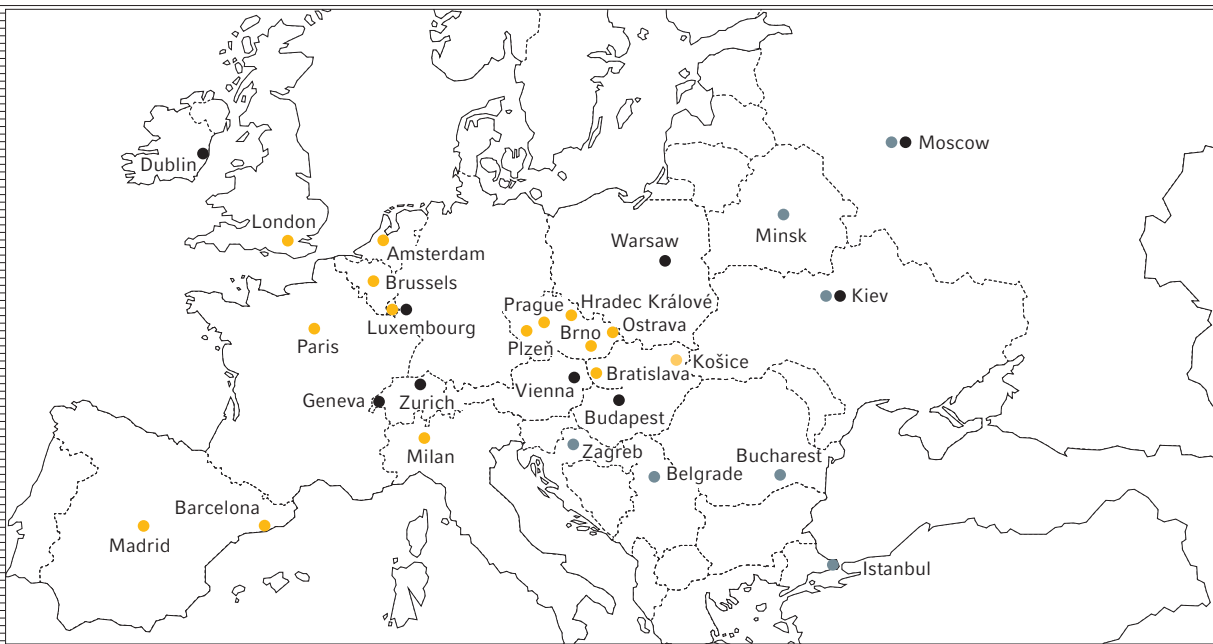 Moscow
Dublin
London
Minsk
Warsaw
Amsterdam
Brussels
Kiev
Prague
Hradec Králové
Luxembourg
Brno
Ostrava
Paris
Plzeň
Košice
Bratislava
Vienna
Geneva
Zurich
Budapest
Zagreb
Milan
Bucharest
Belgrade
Barcelona
Madrid
Istanbul